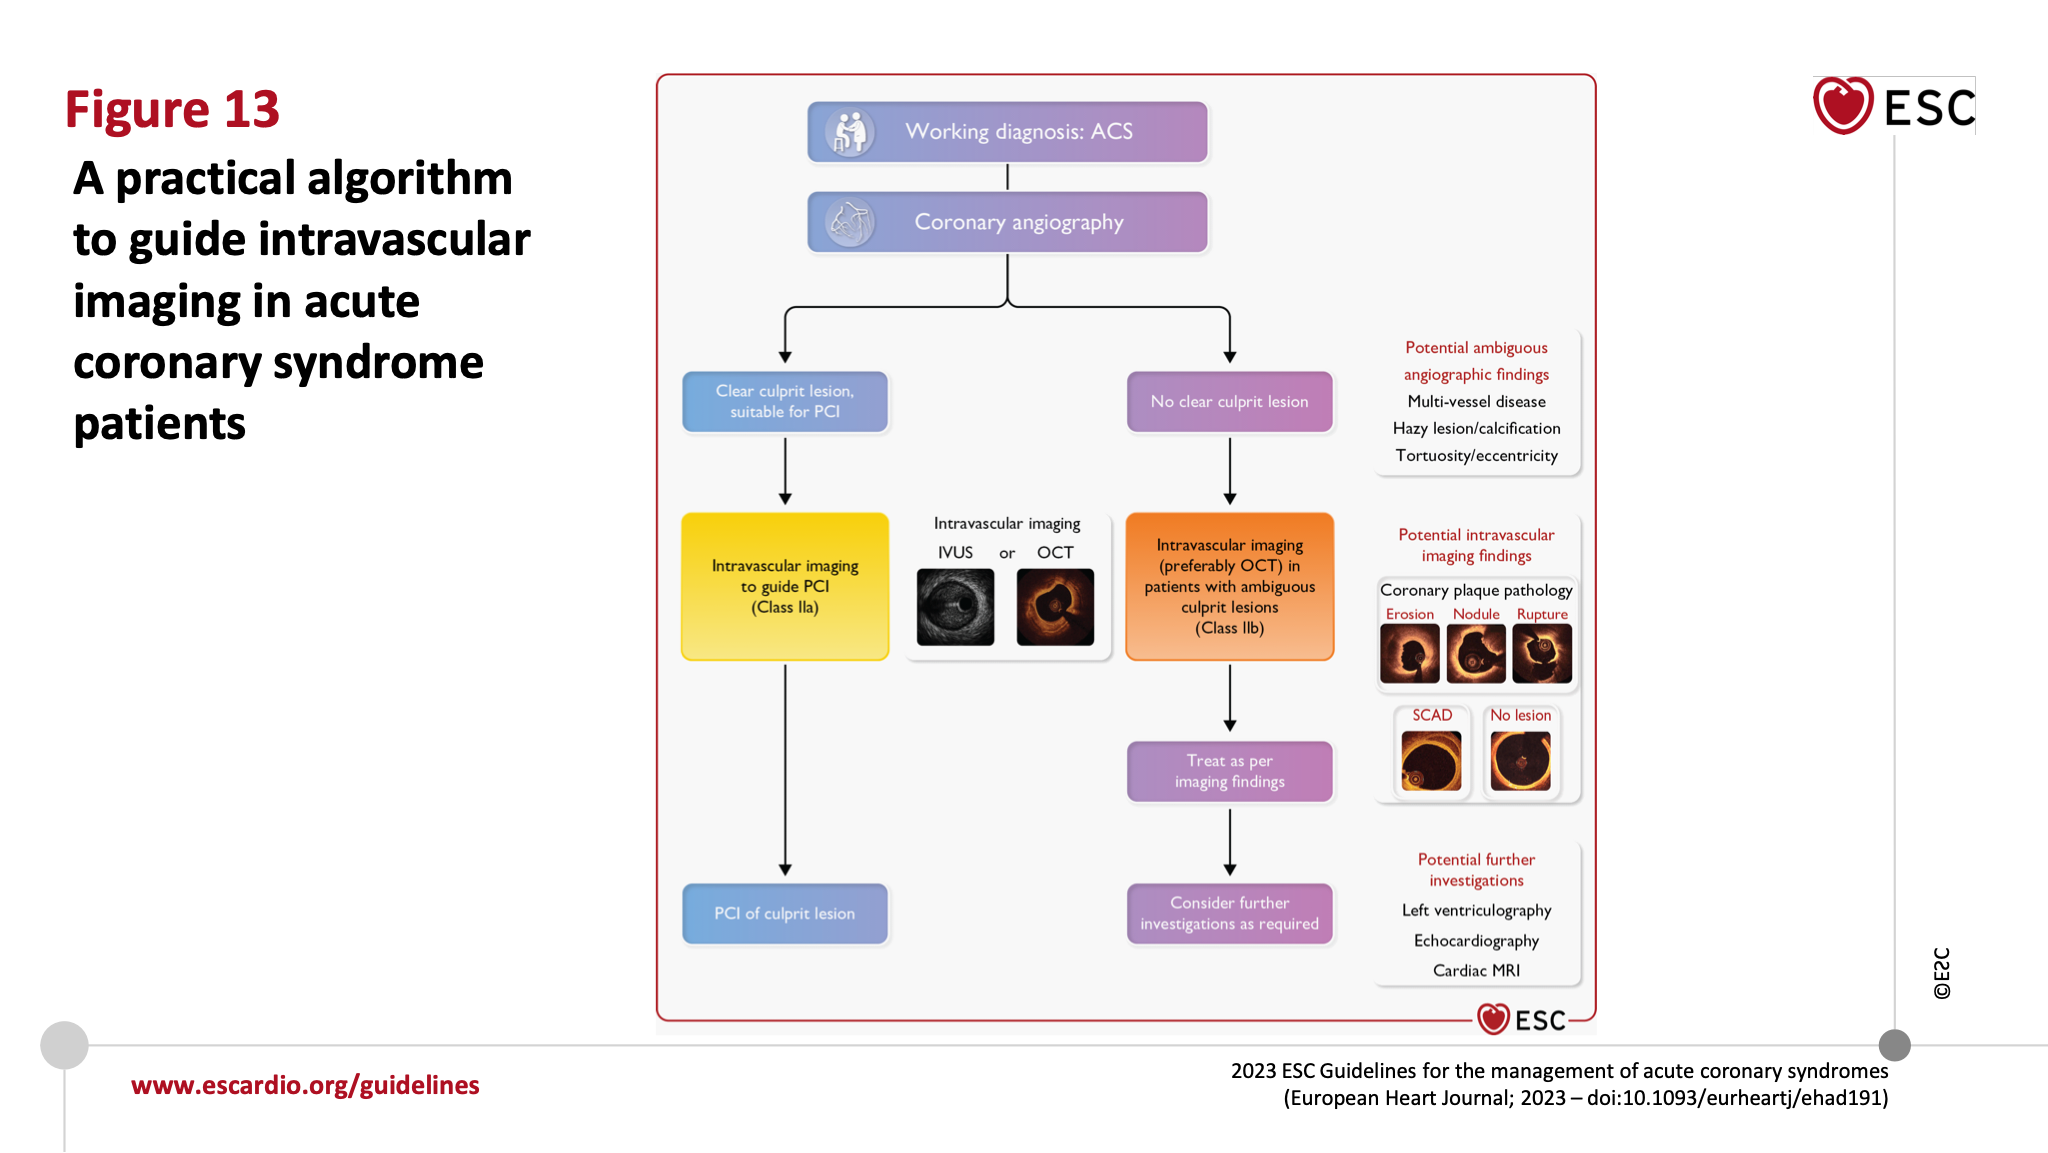 Figure 13
A practical algorithm
to guide intravascular
imaging in acute
coronary syndrome
patients
ESC
Working diagnosis: ACS
Coronary angiography
Clear culprit lesion,
suitable for PCI
No clear culprit lesion
Potential ambiguous
angiographic findings
Multi-vessel disease
Hazy lesion/calcification
Tortuosity/eccentricity
Intravascular imaging
to guide PCI
(Class IIa)
Intravascular imaging
IVUS or OCT
Intravascular imaging
(preferably OCT) in
patients with ambiguous
culprit lesions
(Class IIb)
Potential intravascular
imaging findings
Coronary plaque pathology
Erosion Nodule Rupture
SCAD No lesion
Treat as per
imaging findings
PCI of culprit lesion
Consider further
investigations as required
Potential further
investigations
Left ventriculography
Echocardiography
Cardiac MRI
ESC
©ESC
www.escardio.org/guidelines
2023 ESC Guidelines for the management of acute coronary syndromes
(European Heart Journal; 2023 – doi:10.1093/eurheartj/ehad191)